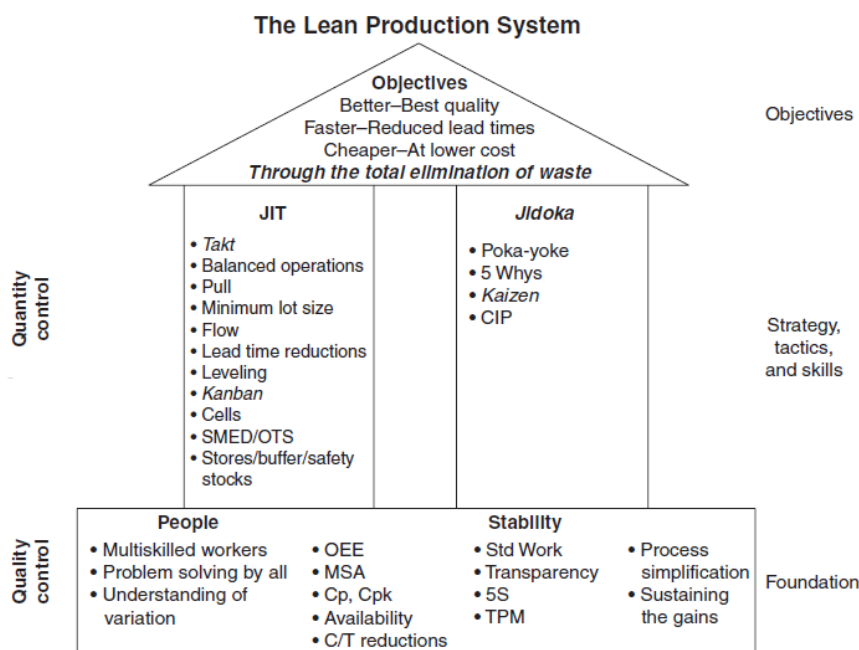 The Lean Production System
Objectives
Better–Best quality
Faster–Reduced lead times
Cheaper–At lower cost
Through the total elimination of waste
Objectives
Quantity
control
JIT
• Takt
• Balanced operations
• Pull
• Minimum lot size
• Flow
• Lead time reductions
• Leveling
• Kanban
• Cells
• SMED/OTS
• Stores/buffer/safety
stocks
Jidoka
• Poka-yoke
• 5 Whys
• Kaizen
• CIP
Strategy,
tactics,
and skills
Quality
control
People
• Multiskilled workers
• Problem solving by all
• Understanding of
variation
Stability
• OEE
• MSA
• Cp, Cpk
• Availability
• C/T reductions
• Std Work
• Transparency
• 5S
• TPM
• Process
simplification
• Sustaining
the gains
Foundation